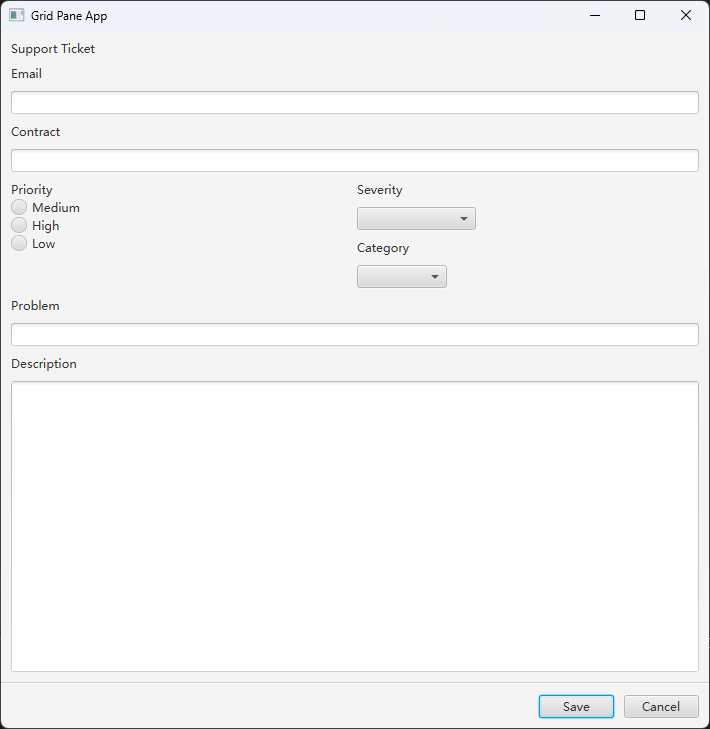 Grid Pane App
Support Ticket
Email
Contract
Priority
Medium
High
Low
Severity
Category
Problem
Description
Save
Cancel